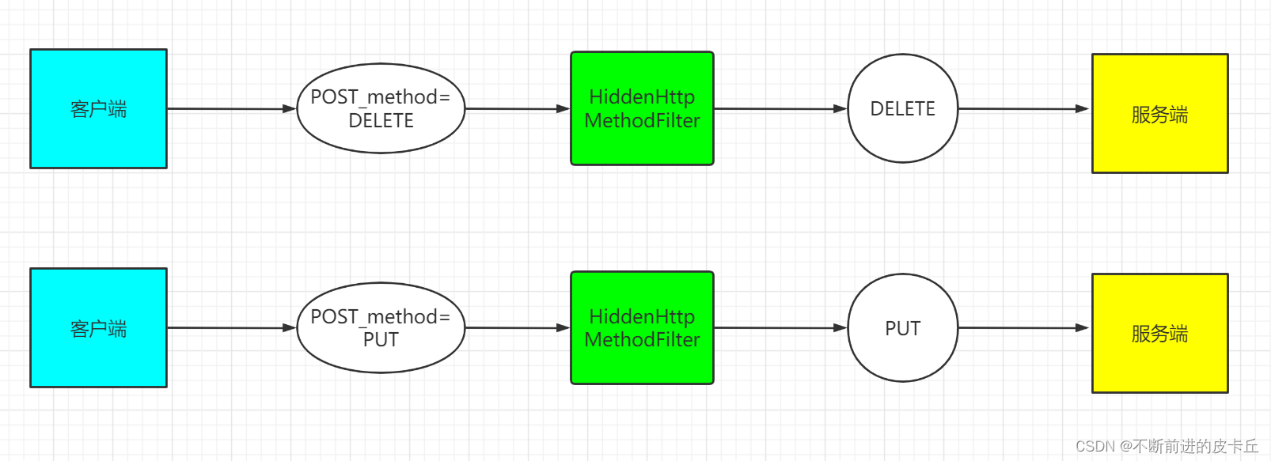 客户端
POST_method=
DELETE
HiddenHttp
MethodFilter
DELETE
服务端
客户端
POST_method=
PUT
HiddenHttp
MethodFilter
PUT
服务端
CSDN @不断前进的皮卡丘